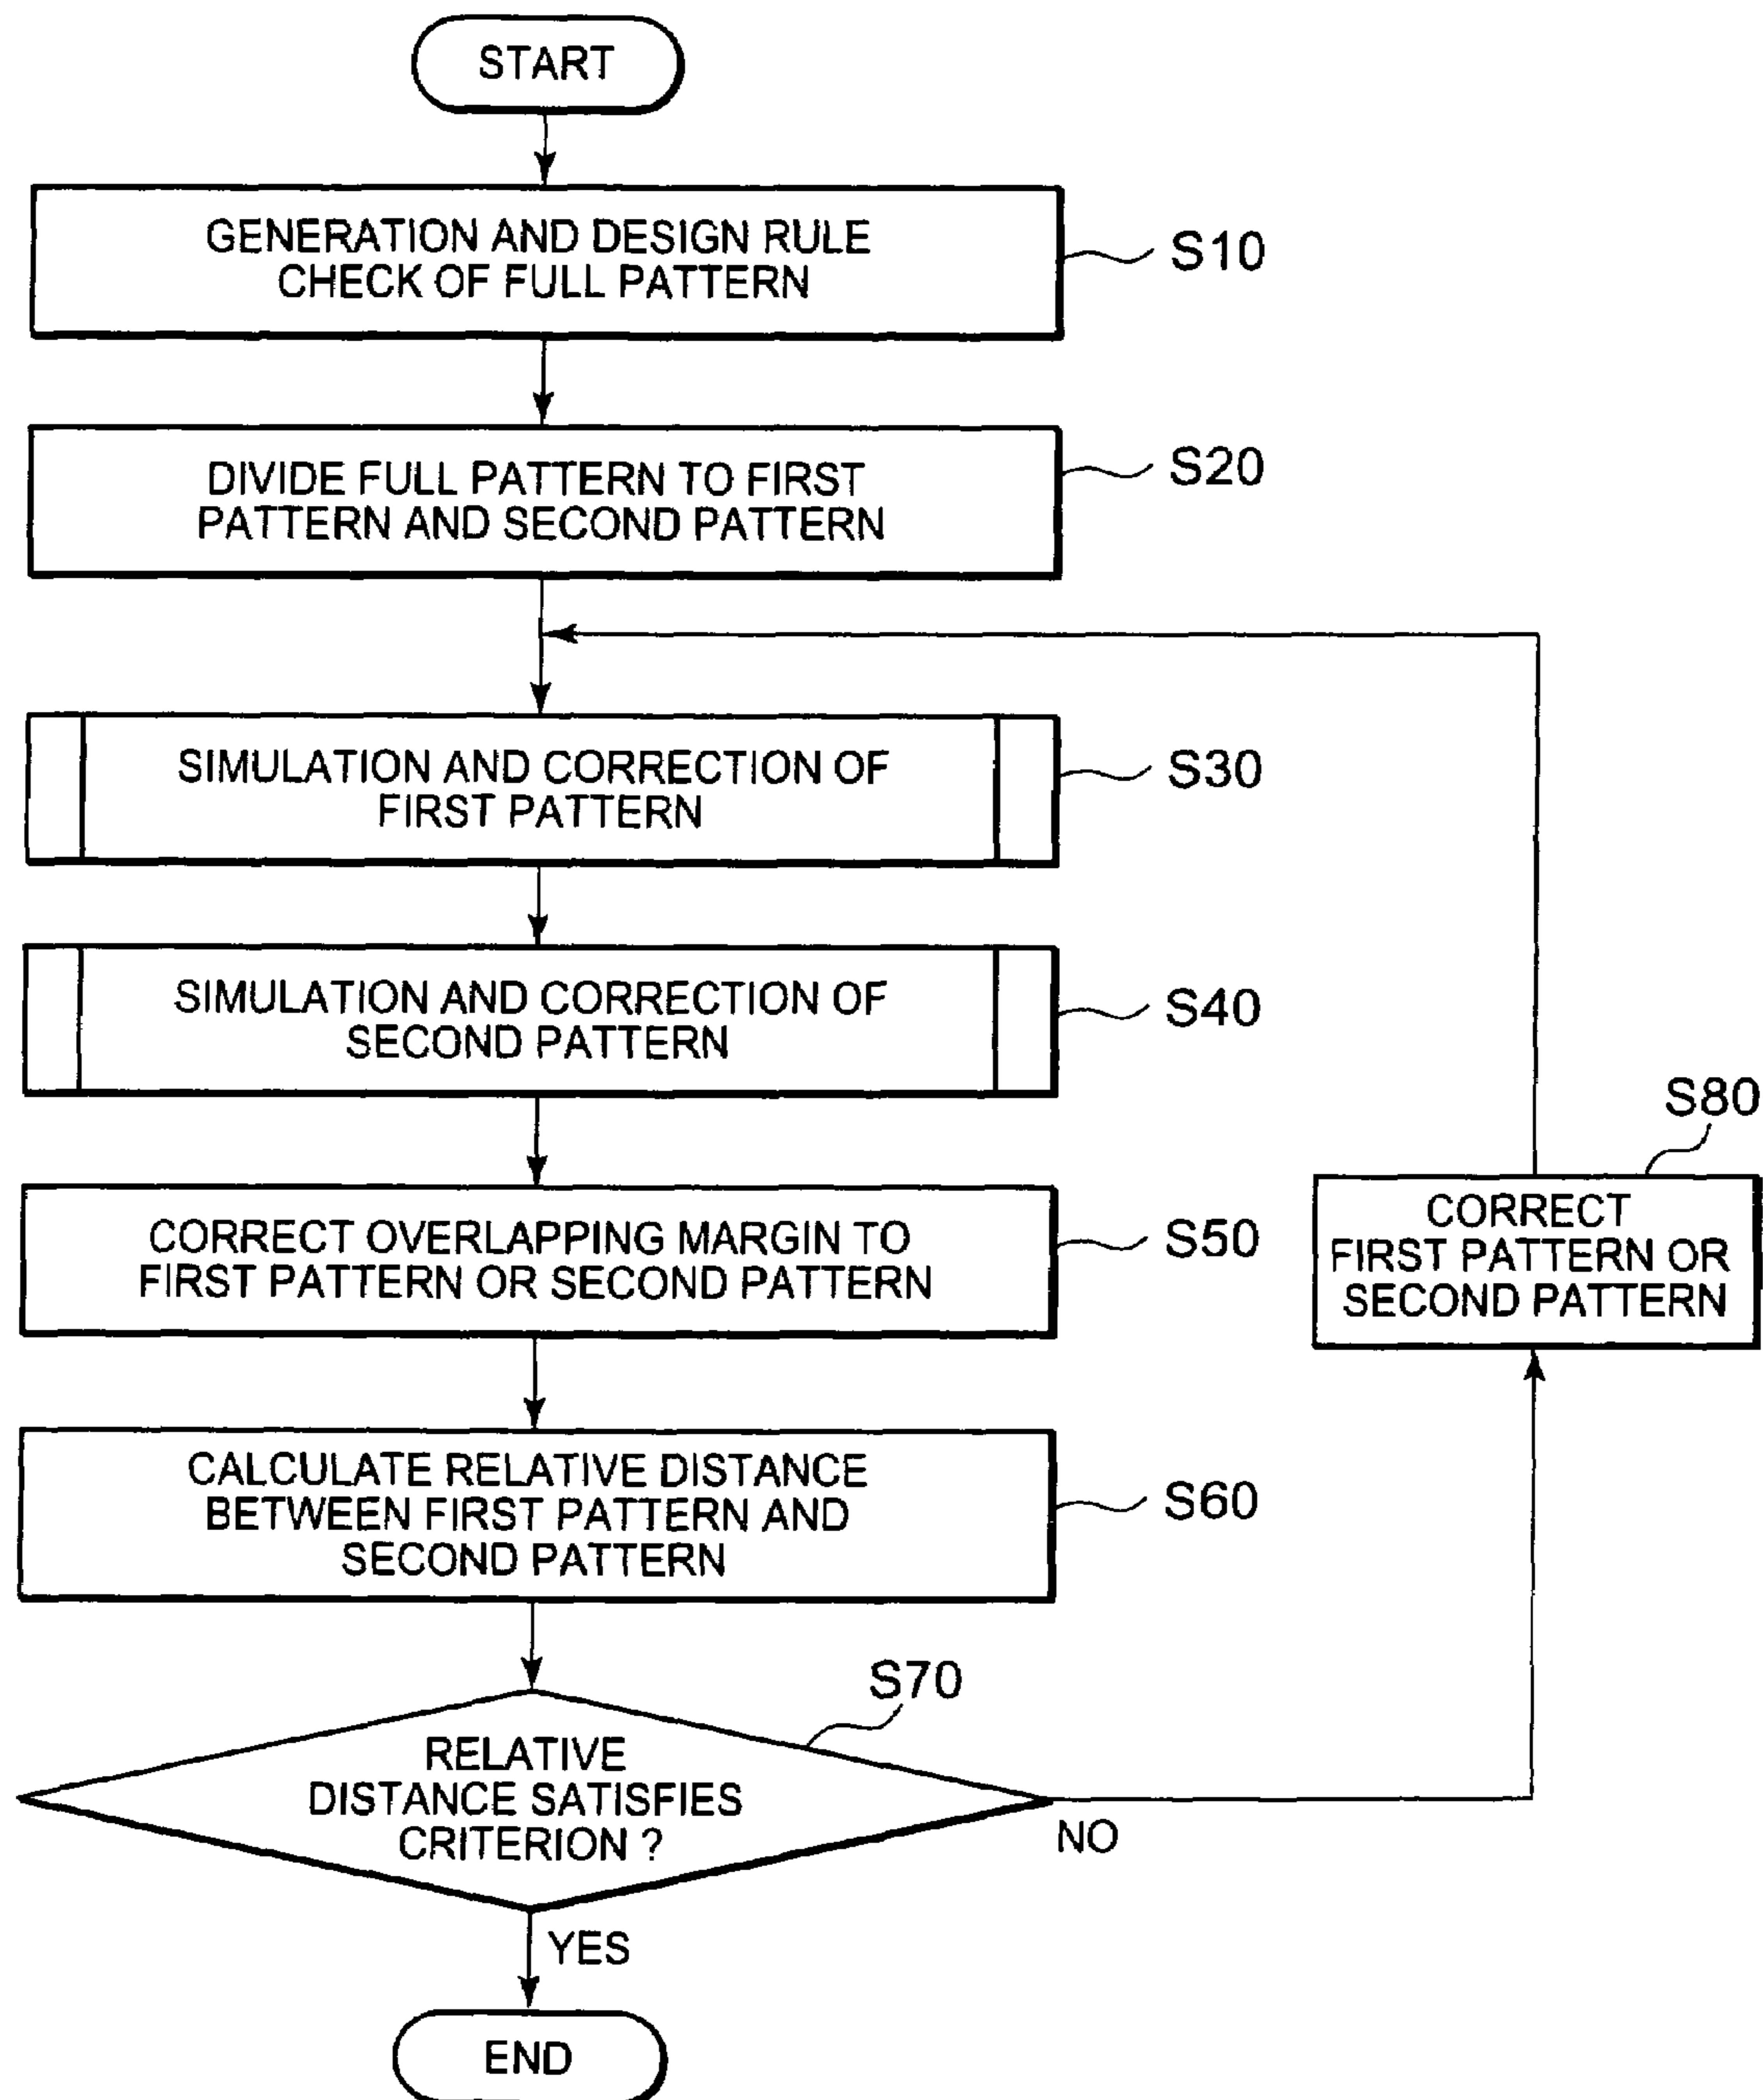 START
GENERATION AND DESIGN RULE
CHECK OF FULL PATTERN
S10
DIVIDE FULL PATTERN TO FIRST
PATTERN AND SECOND PATTERN
S20
SIMULATION AND CORRECTION OF
FIRST PATTERN
S30
SIMULATION AND CORRECTION OF
SECOND PATTERN
S40
CORRECT OVERLAPPING MARGIN TO
FIRST PATTERN OR SECOND PATTERN
S50
CALCULATE RELATIVE DISTANCE
BETWEEN FIRST PATTERN AND
SECOND PATTERN
S60
RELATIVE
DISTANCE SATISFIES
CRITERION ?
S70
NO
S80
CORRECT
FIRST PATTERN OR
SECOND PATTERN
YES
END